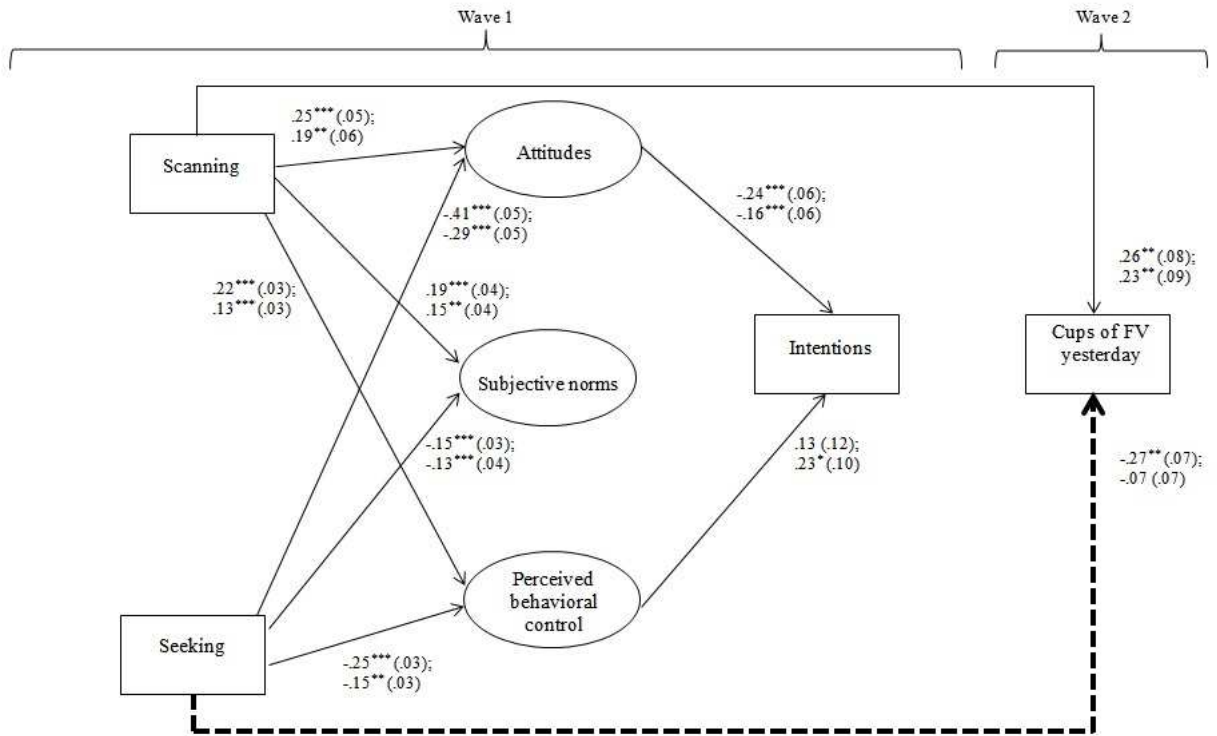 Wave 1
Wave 2
.25***(.05);
.19**(.06)
Scanning
Attitudes
-.24***(.06);
-.16***(.06)
-.41***(.05);
-.29***(.05)
.26**(.08);
.23**(.09)
.22***(.03);
.13***(.03)
.19***(.04);
.15**(.04)
Intentions
Cups of FV
yesterday
Subjective norms
-.15***(.03);
-.13***(.04)
.13 (.12);
.23*(.10)
-.27**(.07);
-.07 (.07)
Perceived
behavioral
control
Seeking
-.25***(.03);
-.15**(.03)